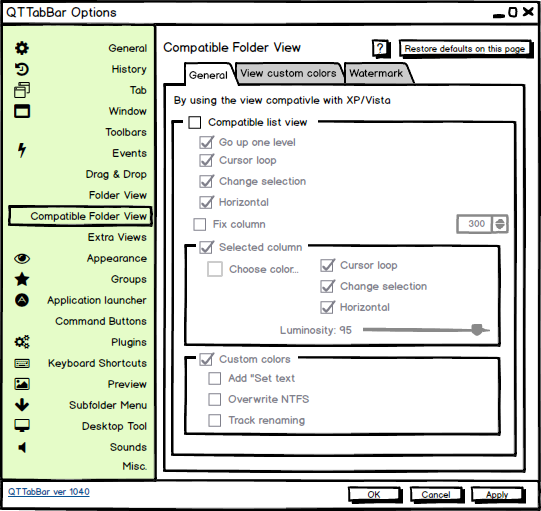 QTTabBar Options
General
History
Tab
Window
Toolbars
Events
Drag & Drop
Folder View
Compatible Folder View
Extra Views
Appearance
Groups
Application launcher
Command Buttons
Plugins
Keyboard Shortcuts
Preview
Subfolder Menu
Desktop Tool
Sounds
Misc.
Compatible Folder View
?
Restore defaults on this page
General
View custom colors
Watermark
By using the view compativle with XP/Vista
Compatible list view
Go up one level
Cursor loop
Change selection
Horizontal
Fix column
300
Selected column
Choose color...
Cursor loop
Change selection
Horizontal
Luminosity: 95
Custom colors
Add "Set text
Overwrite NTFS
Track renaming
QTTabBar ver 1040
OK
Cancel
Apply